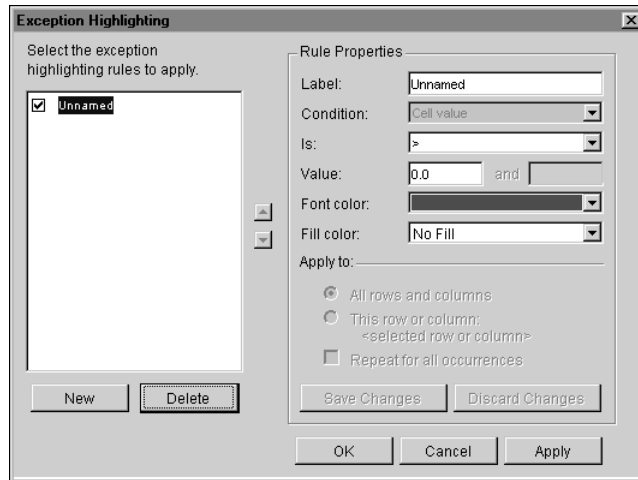 Exception Highlighting
Select the exception
highlighting rules to apply.
Unnamed
New
Delete
Rule Properties
Label:
Unnamed
Condition:
Cell value
Is:
>
Value:
0.0
and
Font color:
Fill color:
No Fill
Apply to:
All rows and columns
This row or column:
<selected row or column>
Repeat for all occurrences
Save Changes
Discard Changes
OK
Cancel
Apply